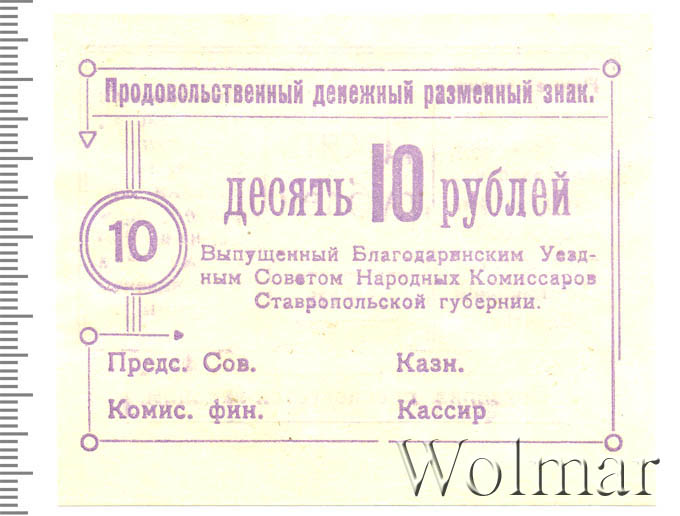 Продовольственный денежный разменный знак.
десять 10 рублей
10
Выпущенный Благодаринским Уезд-
ным Советом Народных Комиссаров
Ставропольской губернии.
Предс. Сов. Казн.
Комис. фин. Кассир
Wolmar